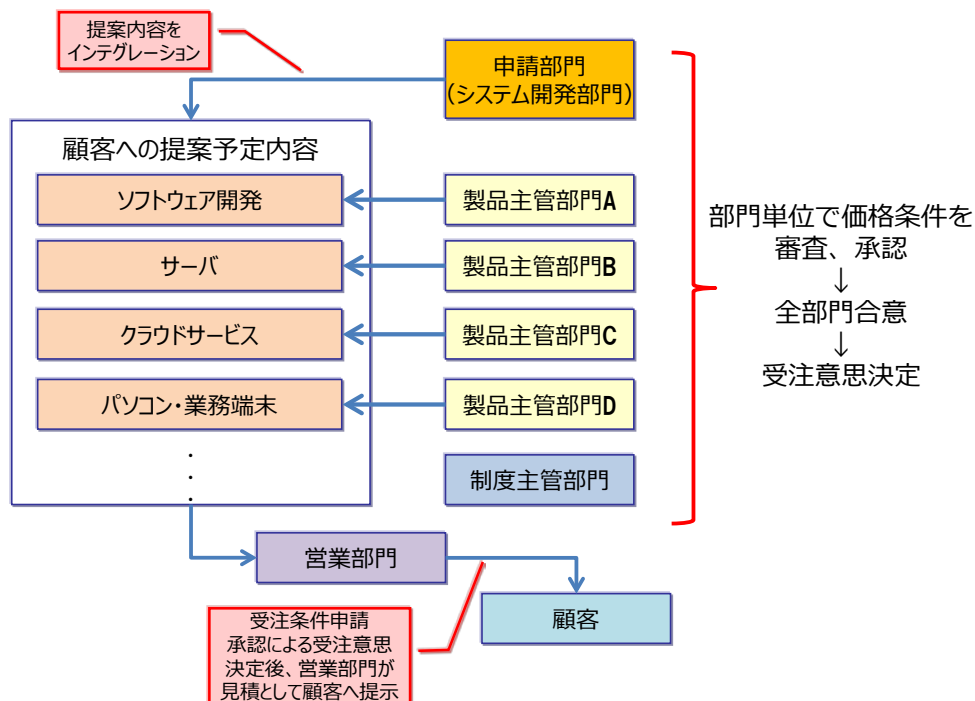 提案内容を
インテグレーション
申請部門
（システム開発部門）
顧客への提案予定内容
ソフトウェア開発
製品主管部門A
サーバ
製品主管部門B
クラウドサービス
製品主管部門C
パソコン・業務端末
製品主管部門D
・
・
・
制度主管部門
部門単位で価格条件を
審査、承認
↓
全部門合意
↓
受注意思決定
営業部門
顧客
受注条件申請
承認による受注意思
決定後、営業部門が
見積として顧客へ提示